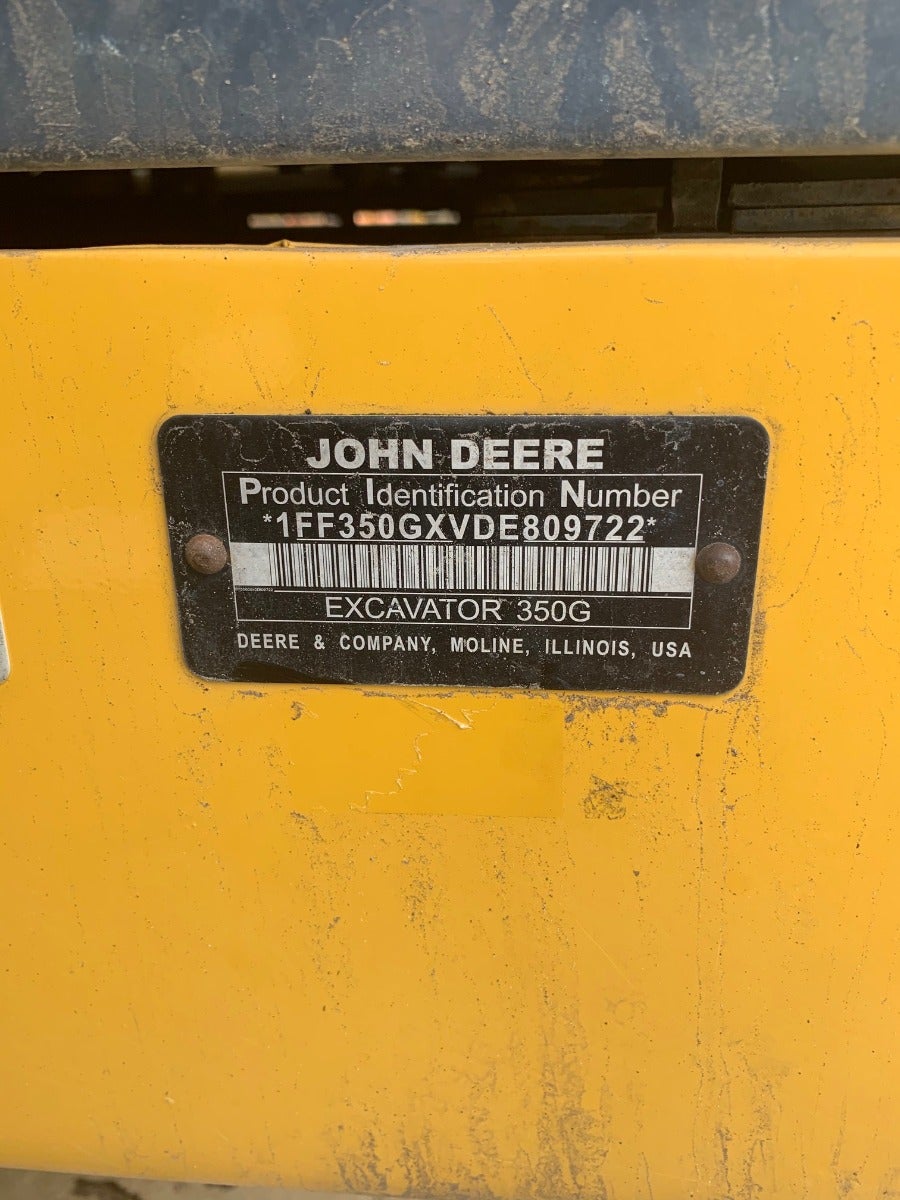 JOHN DEERE
Product Identification Number
*1FF350GXVDE809722*
EXCAVATOR 350G
DEERE & COMPANY, MOLINE, ILLINOIS, USA